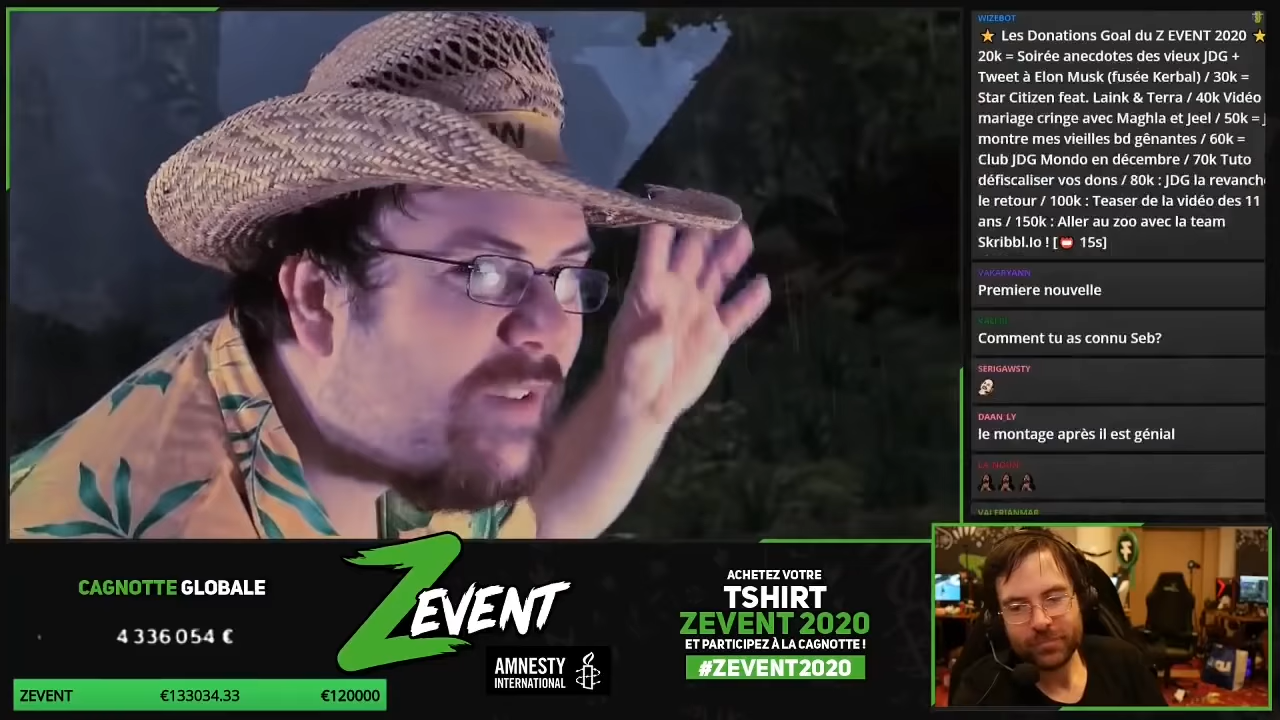 WIZEBOT
Les Donations Goal du Z EVENT 2020
20k = Soirée anecdotes des vieux JDG +
Tweet à Elon Musk (fusée Kerbal) / 30k =
Star Citizen feat. Laink & Terra / 40k Vidéo
mariage cringe avec Maghla et Jeel / 50k = J
montre mes vieilles bd gênantes / 60k =
Club JDG Mondo en décembre / 70k Tuto
défiscaliser vos dons / 80k : JDG la revanche
le retour / 100k : Teaser de la vidéo des 11
ans / 150k : Aller au zoo avec la team
Skribbl.Io ! [ 15s]
VAKARYANN
Premiere nouvelle
Comment tu as connu Seb?
SERIGAWSTY
DAAN_LY
le montage après il est génial
LA_NOUN
VALERIANMAR
W
CAGNOTTE GLOBALE
4 336 054 €
ZEVENT €133034.33 €120000
ZEVENT
AMNESTY
INTERNATIONAL
ACHETEZ VOTRE
TSHIRT
ZEVENT 2020
ET PARTICIPEZ À LA CAGNOTTE !
#ZEVENT2020